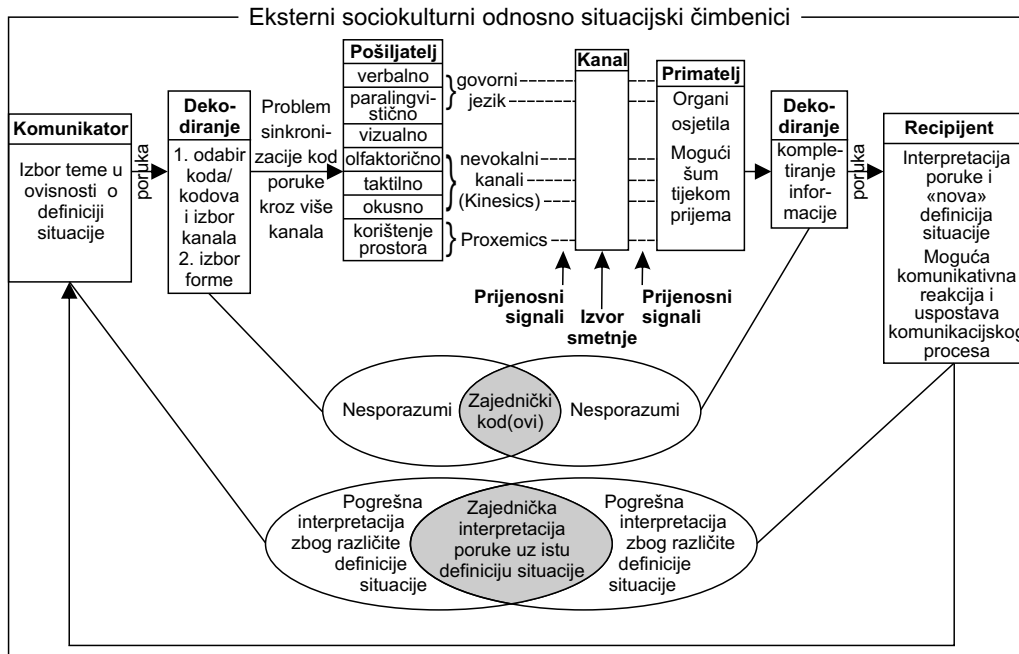 Eksterni sociokulturni odnosno situacijski čimbenici
Komunikator
Izbor teme u
ovisnosti o
definiciji
situacije
poruka
Deko-
diranje
1. odabir
koda/
kodova
i izbor
kanala
2. izbor
forme
Problem
sinkroni-
zacije kod
poruke
kroz više
kanala
Pošiljatelj
verbalno
paralingvi-
stično
vizualno
olfaktorično
taktilno
okusno
korištenje
prostora
govorni
jezik
nevokalni
kanali
(Kinesics)
Proxemics
Kanal
Primatelj
Organi
osjetila
Mogući
šum
tijekom
prijema
Prijenosni
signali
Izvor
smetnje
Prijenosni
signali
Deko-
diranje
komple-
tiranje
infor-
macije
poruka
Recipijent
Interpretacija
poruke i
«nova»
definicija
situacije
Moguća
komunikativna
reakcija i
uspostava
komunikacijskog
procesa
Nesporazumi
Zajednički
kod(ovi)
Nesporazumi
Pogrešna
interpretacija
zbog različite
definicije
situacije
Zajednička
interpretacija
poruke uz istu
definiciju situacije
Pogrešna
interpretacija
zbog različite
definicije
situacije